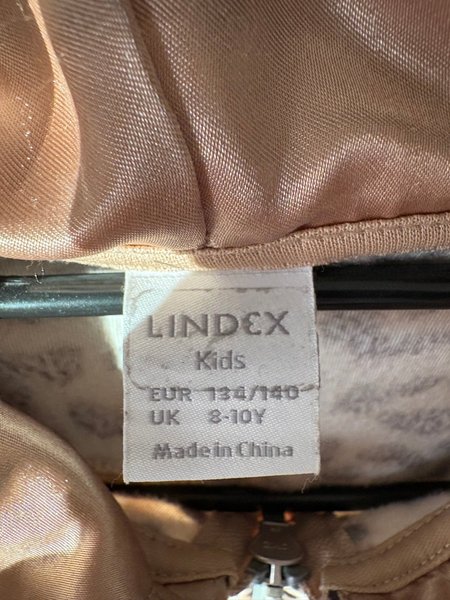 LINDEX
Kids
EUR 134/140
UK 8-10Y
Made in China